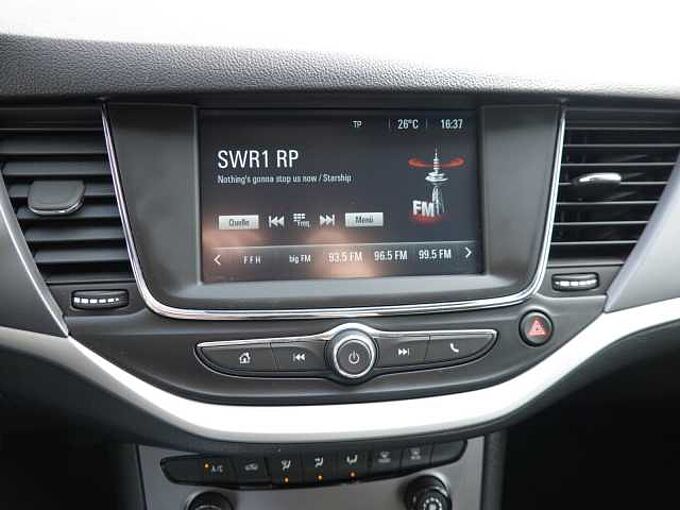 TP 26°C 16:37
SWR1 RP
Nothing's gonna stop us now / Starship
FM
Quelle Freq. Menü
F F H big FM 93.5 FM 96.5 FM 99.5 FM
A/C